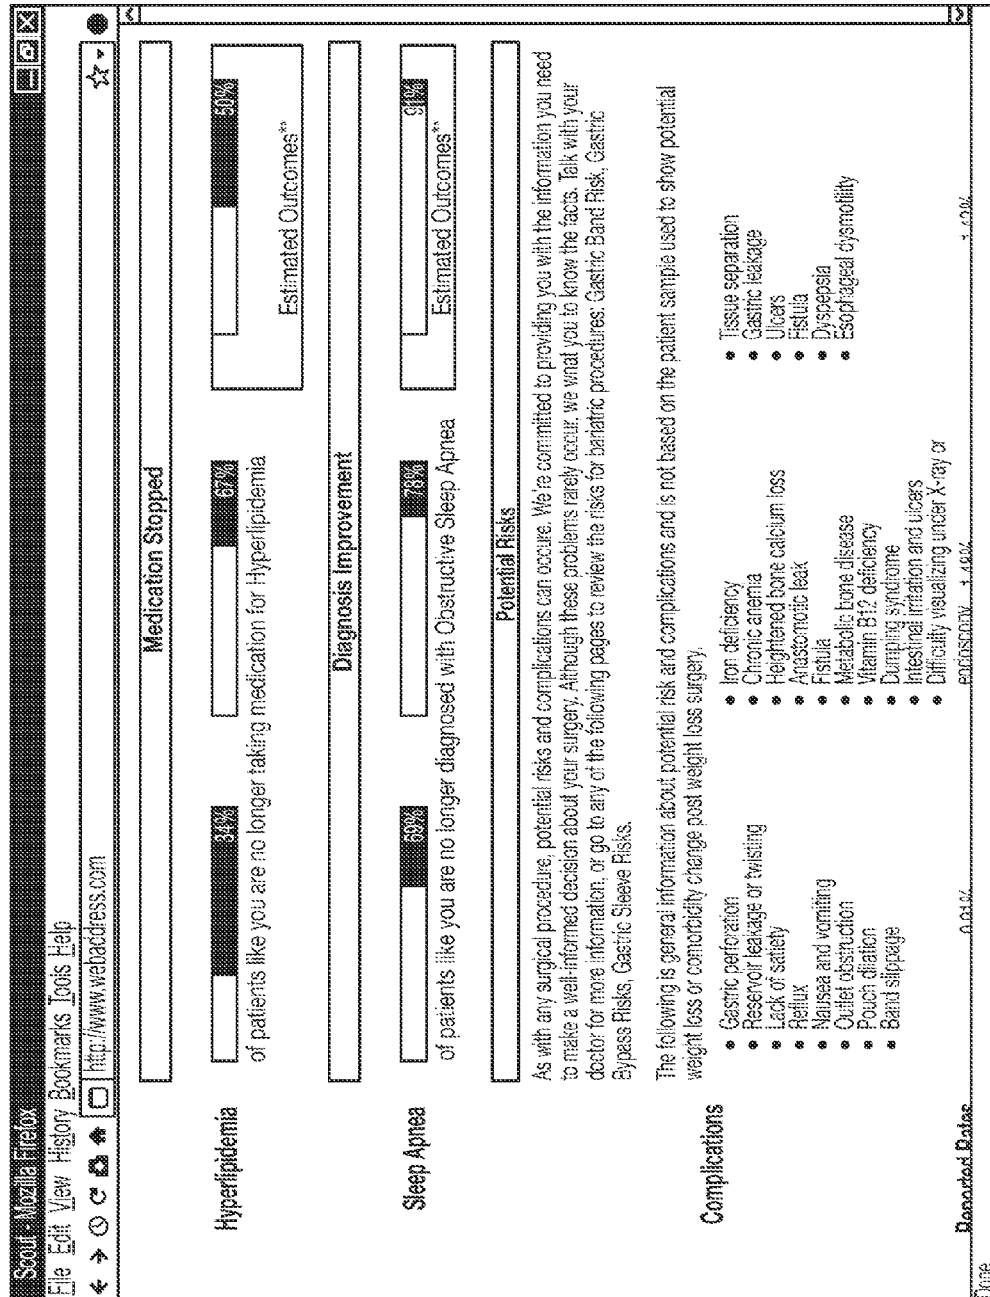 Scout - Mozilla Firefox
File Edit View History Bookmarks Tools Help
http://www.webaddress.com
Medication Stopped
Hyperlipidemia
34%
67%
50%
of patients like you are no longer taking medication for Hyperlipidemia
Estimated Outcomes**
Diagnosis Improvement
Sleep Apnea
69%
78%
91%
of patients like you are no longer diagnosed with Obstructive Sleep Apnea
Estimated Outcomes**
Potential Risks
As with any surgical procedure, potential risks and complications can occure. We're committed to providing you with the information you need
to make a well-informed decision about your surgery. Although these problems rarely occur, we wnat you to know the facts. Talk with your
doctor for more information, or go to any of the following pages to review the risks for bariatric procedures: Gastric Band Risk, Gastric
Bypass Risks, Gastric Sleeve Risks.
The following is general information about potential risk and complications and is not based on the patient sample used to show potential
weight loss or comorbidity change post weight loss surgery.
Complications
• Gastric perforation
• Reservoir leakage or twisting
• Lack of satiety
• Reflux
• Nausea and vomiting
• Outlet obstruction
• Pouch dilation
• Band slippage
• Iron deficiency
• Chronic anemia
• Heightened bone calcium loss
• Anastomotic leak
• Fistula
• Metabolic bone disease
• Vitamin B12 deficiency
• Dumping syndrome
• Intestinal irritation and ulcers
• Difficulty visualizing under X-ray or
endoscopy
• Tissue separation
• Gastric leakage
• Ulcers
• Fistula
• Dyspepsia
• Esophageal dysmotility
Reported Rates
0.01%
1.48%
Done